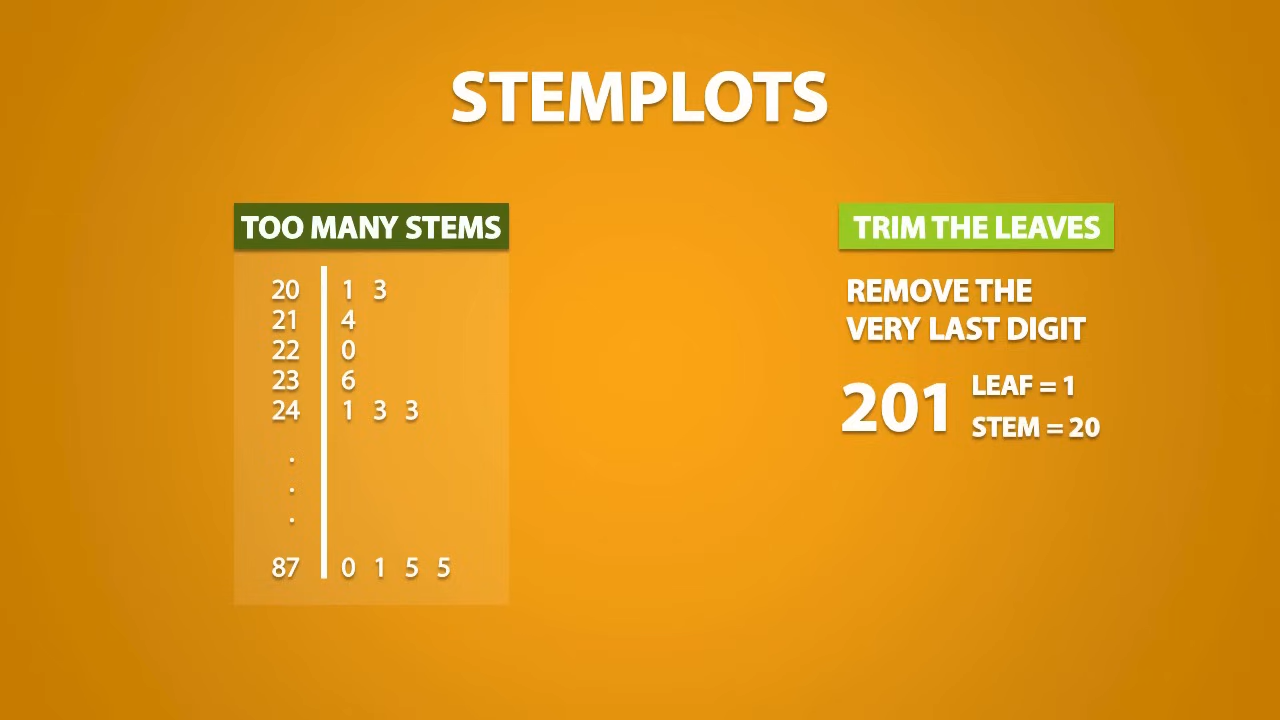 STEMPLOTS
TOO MANY STEMS
20 1 3
21 4
22 0
23 6
24 1 3 3
.
.
.
87 0 1 5 5
TRIM THE LEAVES
REMOVE THE
VERY LAST DIGIT
201
LEAF = 1
STEM = 20